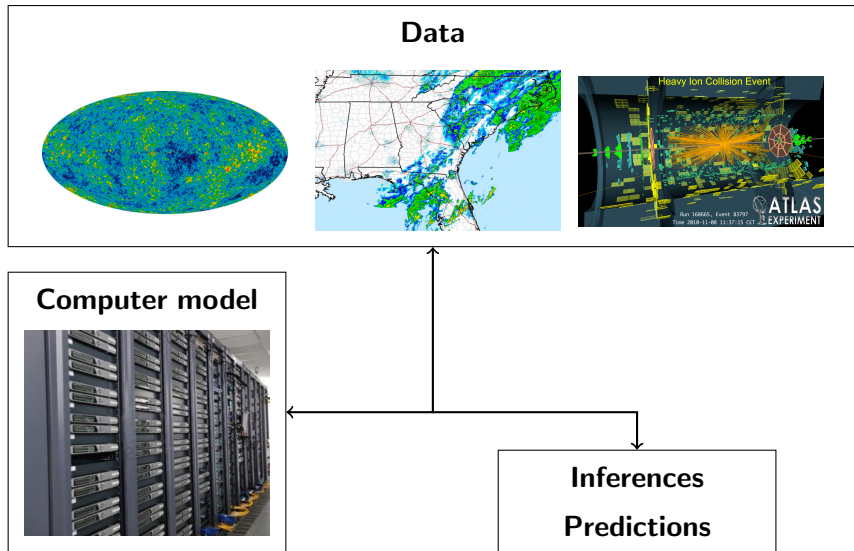 Data
Heavy Ion Collision Event
Run 168665, Event 83797
Time 2010-11-08 11:37:15 CET
ATLAS
EXPERIMENT
Computer model
Inferences
Predictions